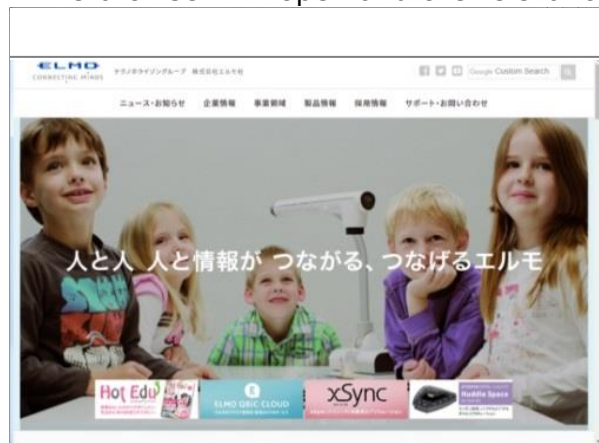 ELMO
CONNECTING MINDS
テクノホライゾングループ 株式会社エルモ社
Google Custom Search
ニュース・お知らせ 企業情報 事業領域 製品情報 採用情報 サポート・お問い合わせ
人と人 人と情報が つながる、つなげるエルモ
Hot Edu
ELMO QBiC CLOUD
xSync
Huddle Space